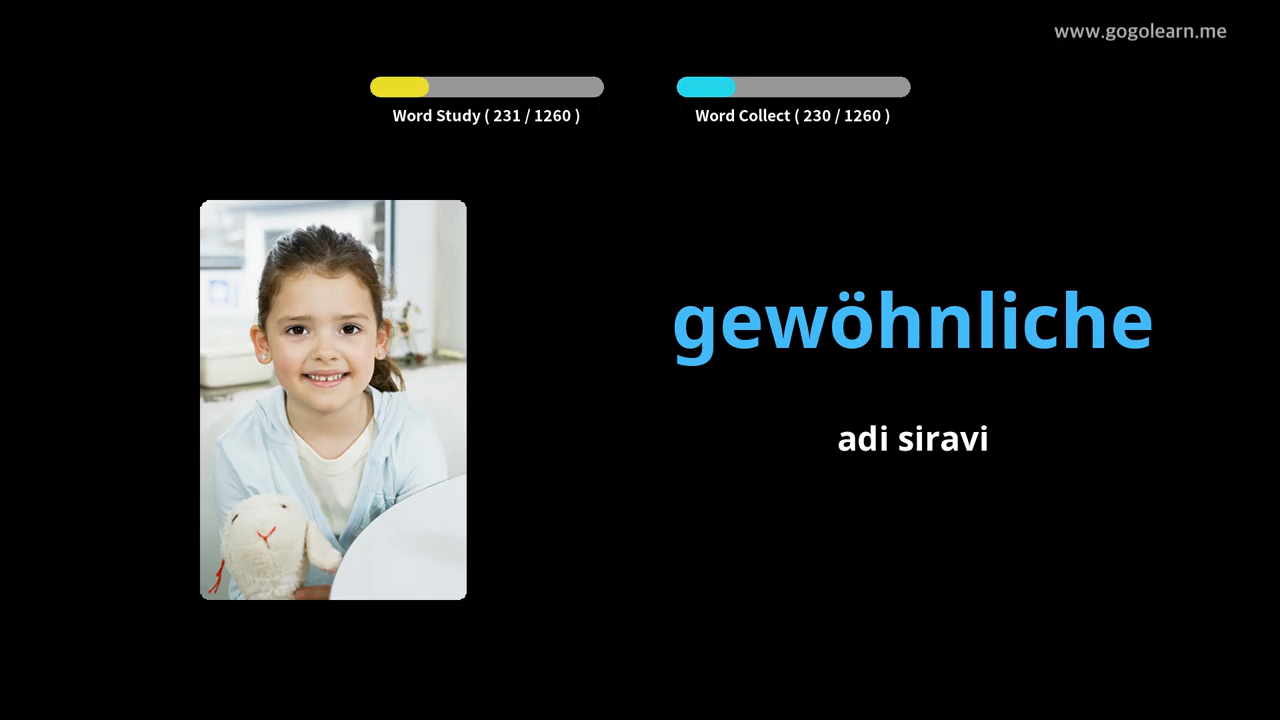 www.gogolearn.me
Word Study ( 231 / 1260 )
Word Collect ( 230 / 1260 )
gewöhnliche
adi siravi